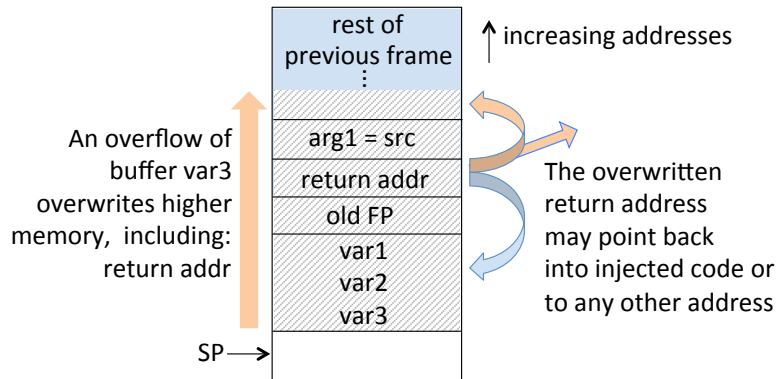 rest of
previous frame
⋮
increasing addresses
An overflow of
buffer var3
overwrites higher
memory, including:
return addr
arg1 = src
return addr
old FP
var1
var2
var3
The overwritten
return address
may point back
into injected code or
to any other address
SP